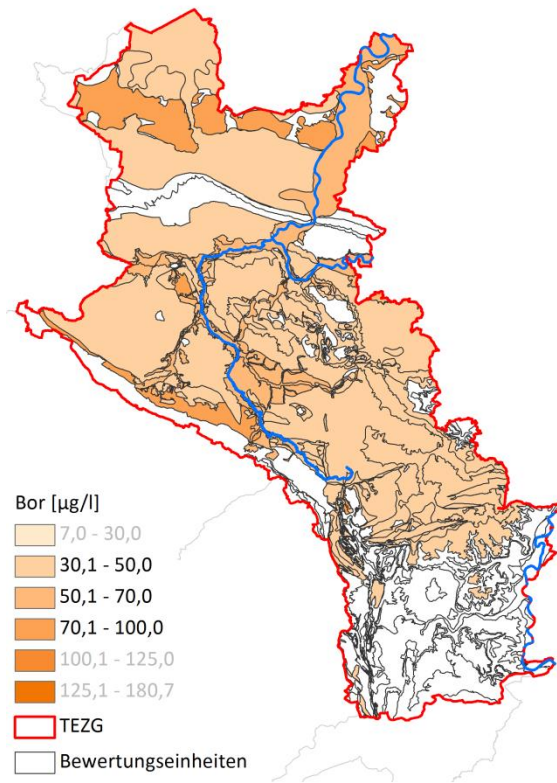 Bor [µg/l]
7,0 - 30,0
30,1 - 50,0
50,1 - 70,0
70,1 - 100,0
100,1 - 125,0
125,1 - 180,7
TEZG
Bewertungseinheiten